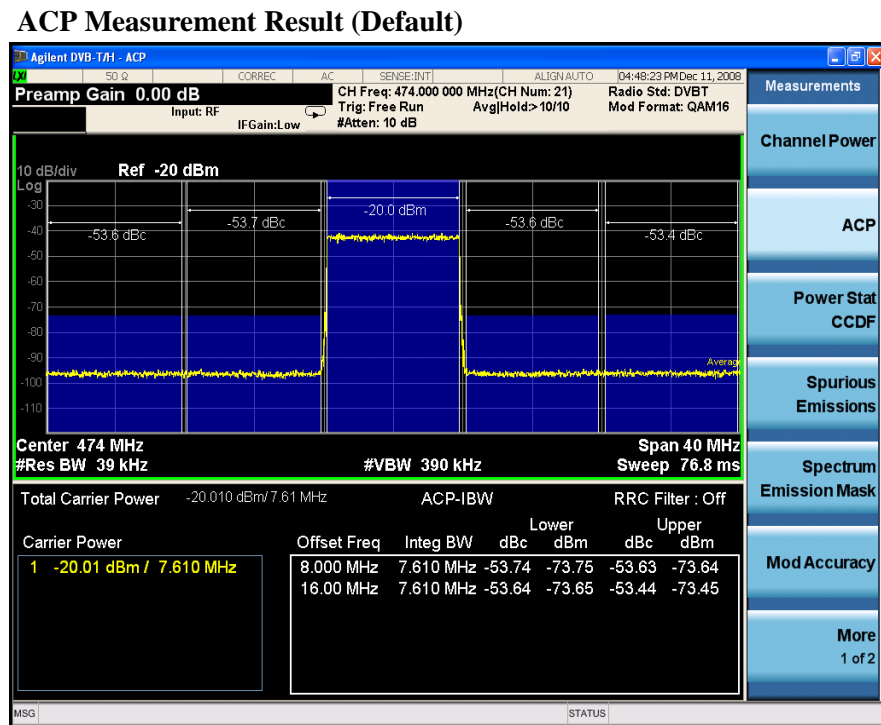 ACP Measurement Result (Default)
Agilent DVB-T/H - ACP
LXI 50 Ω CORREC AC SENSE:INT ALIGN AUTO 04:48:23 PM Dec 11, 2008
Preamp Gain 0.00 dB
Input: RF
IFGain:Low
CH Freq: 474.000 000 MHz(CH Num: 21)
Trig: Free Run Avg|Hold:> 10/10
#Atten: 10 dB
Radio Std: DVBT
Mod Format: QAM16
Measurements
Channel Power
ACP
Power Stat
CCDF
Spurious
Emissions
Spectrum
Emission Mask
Mod Accuracy
More
1 of 2
10 dB/div Ref -20 dBm
Log
-30
-40
-50
-60
-70
-80
-90
-100
-110
-53.6 dBc
-53.7 dBc
-20.0 dBm
-53.6 dBc
-53.4 dBc
Average
Center 474 MHz Span 40 MHz
#Res BW 39 kHz #VBW 390 kHz Sweep 76.8 ms
Total Carrier Power -20.010 dBm/ 7.61 MHz ACP-IBW RRC Filter : Off
Lower Upper
Carrier Power Offset Freq Integ BW dBc dBm dBc dBm
1 -20.01 dBm / 7.610 MHz 8.000 MHz 7.610 MHz -53.74 -73.75 -53.63 -73.64
16.00 MHz 7.610 MHz -53.64 -73.65 -53.44 -73.45
MSG STATUS